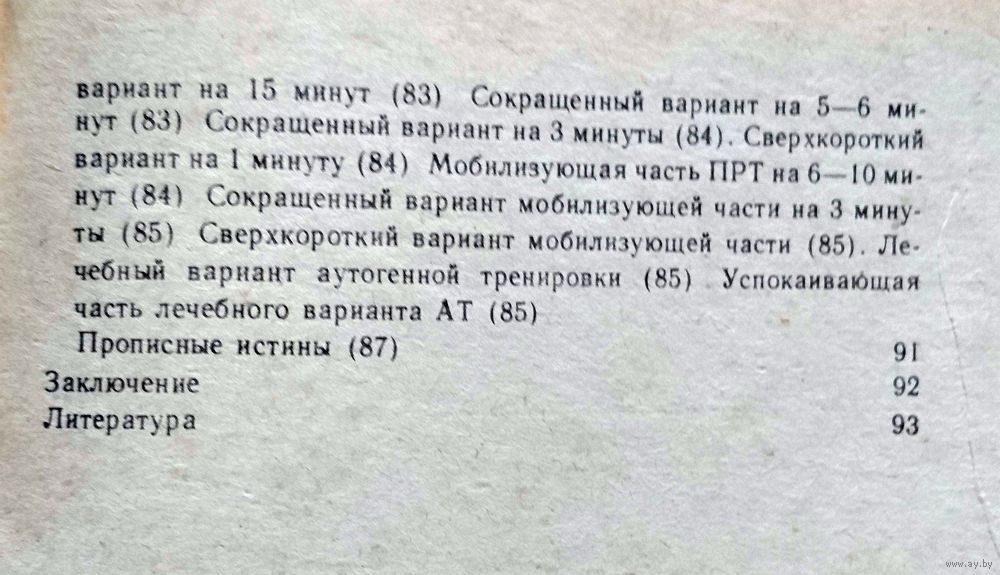 вариант на 15 минут (83) Сокращенный вариант на 5—6 ми-
нут (83) Сокращенный вариант на 3 минуты (84). Сверхкороткий
вариант на 1 минуту (84) Мобилизующая часть ПРТ на 6—10 ми-
нут (84) Сокращенный вариант мобилизующей части на 3 мину-
ты (85) Сверхкороткий вариант мобилизующей части (85). Ле-
чебный вариант аутогенной тренировки (85) Успокаивающая
часть лечебного варианта АТ (85)
Прописные истины (87) 91
Заключение 92
Литература 93
www.ay.by